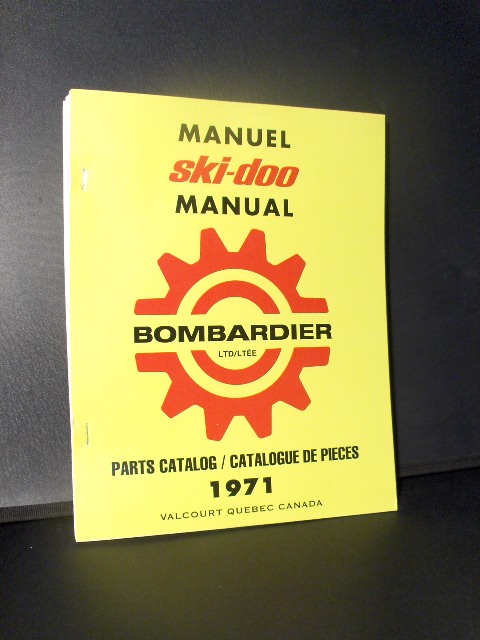 MANUEL
ski-doo
MANUAL
BOMBARDIER
LTD/LTÉE
PARTS CATALOG / CATALOGUE DE PIECES
1971
VALCOURT QUEBEC CANADA